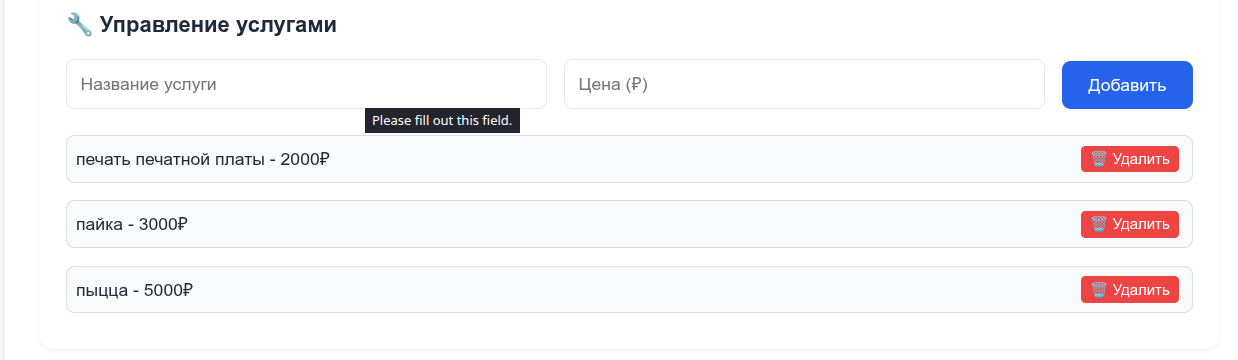 🔧 Управление услугами
Название услуги
Цена (₽)
Добавить
Please fill out this field.
печать печатной платы - 2000₽
🗑️ Удалить
пайка - 3000₽
🗑️ Удалить
пыцца - 5000₽
🗑️ Удалить